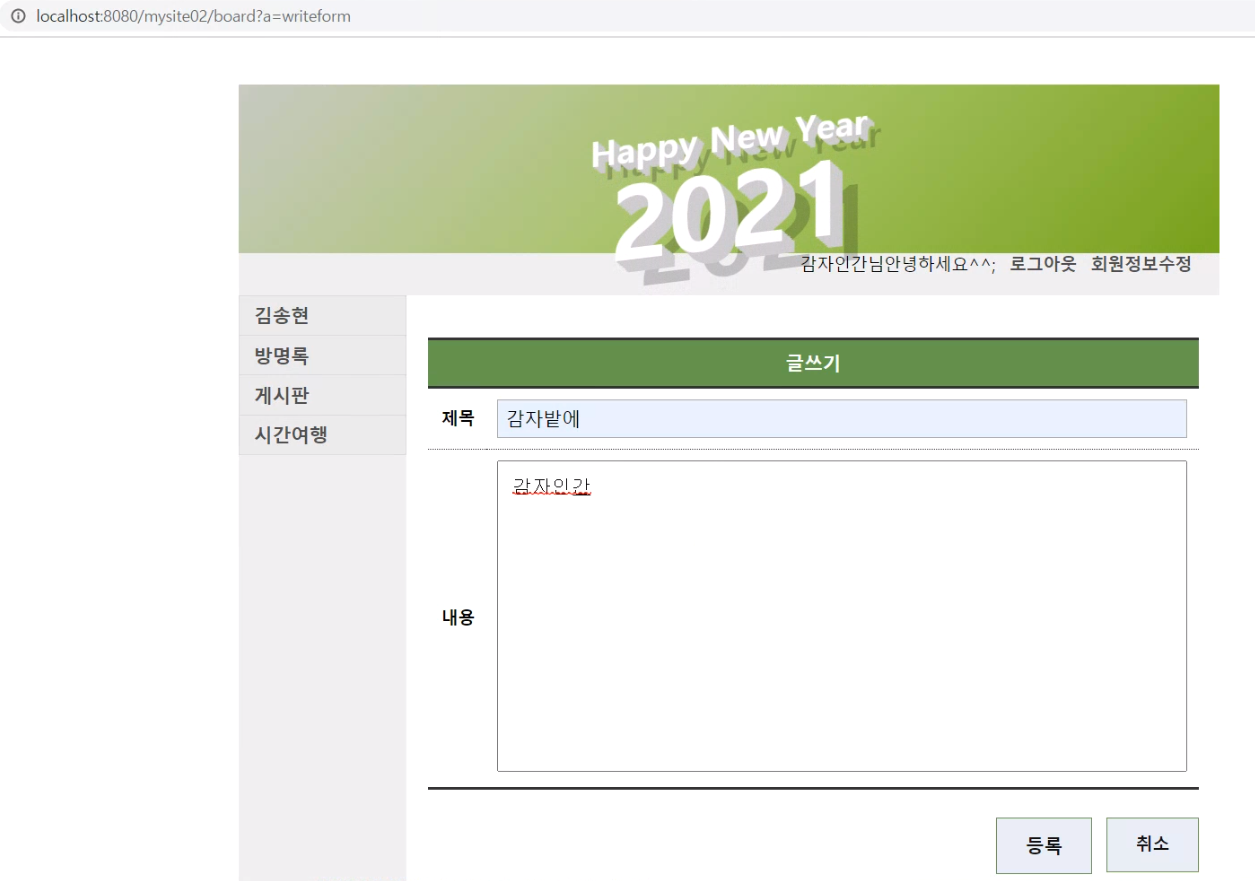 localhost:8080/mysite02/board?a=writeform
Happy New Year
2021
감자인간님안녕하세요^^; 로그아웃 회원정보수정
김송현
방명록
게시판
시간여행
글쓰기
제목 감자밭에
내용 감자인간
등록 취소